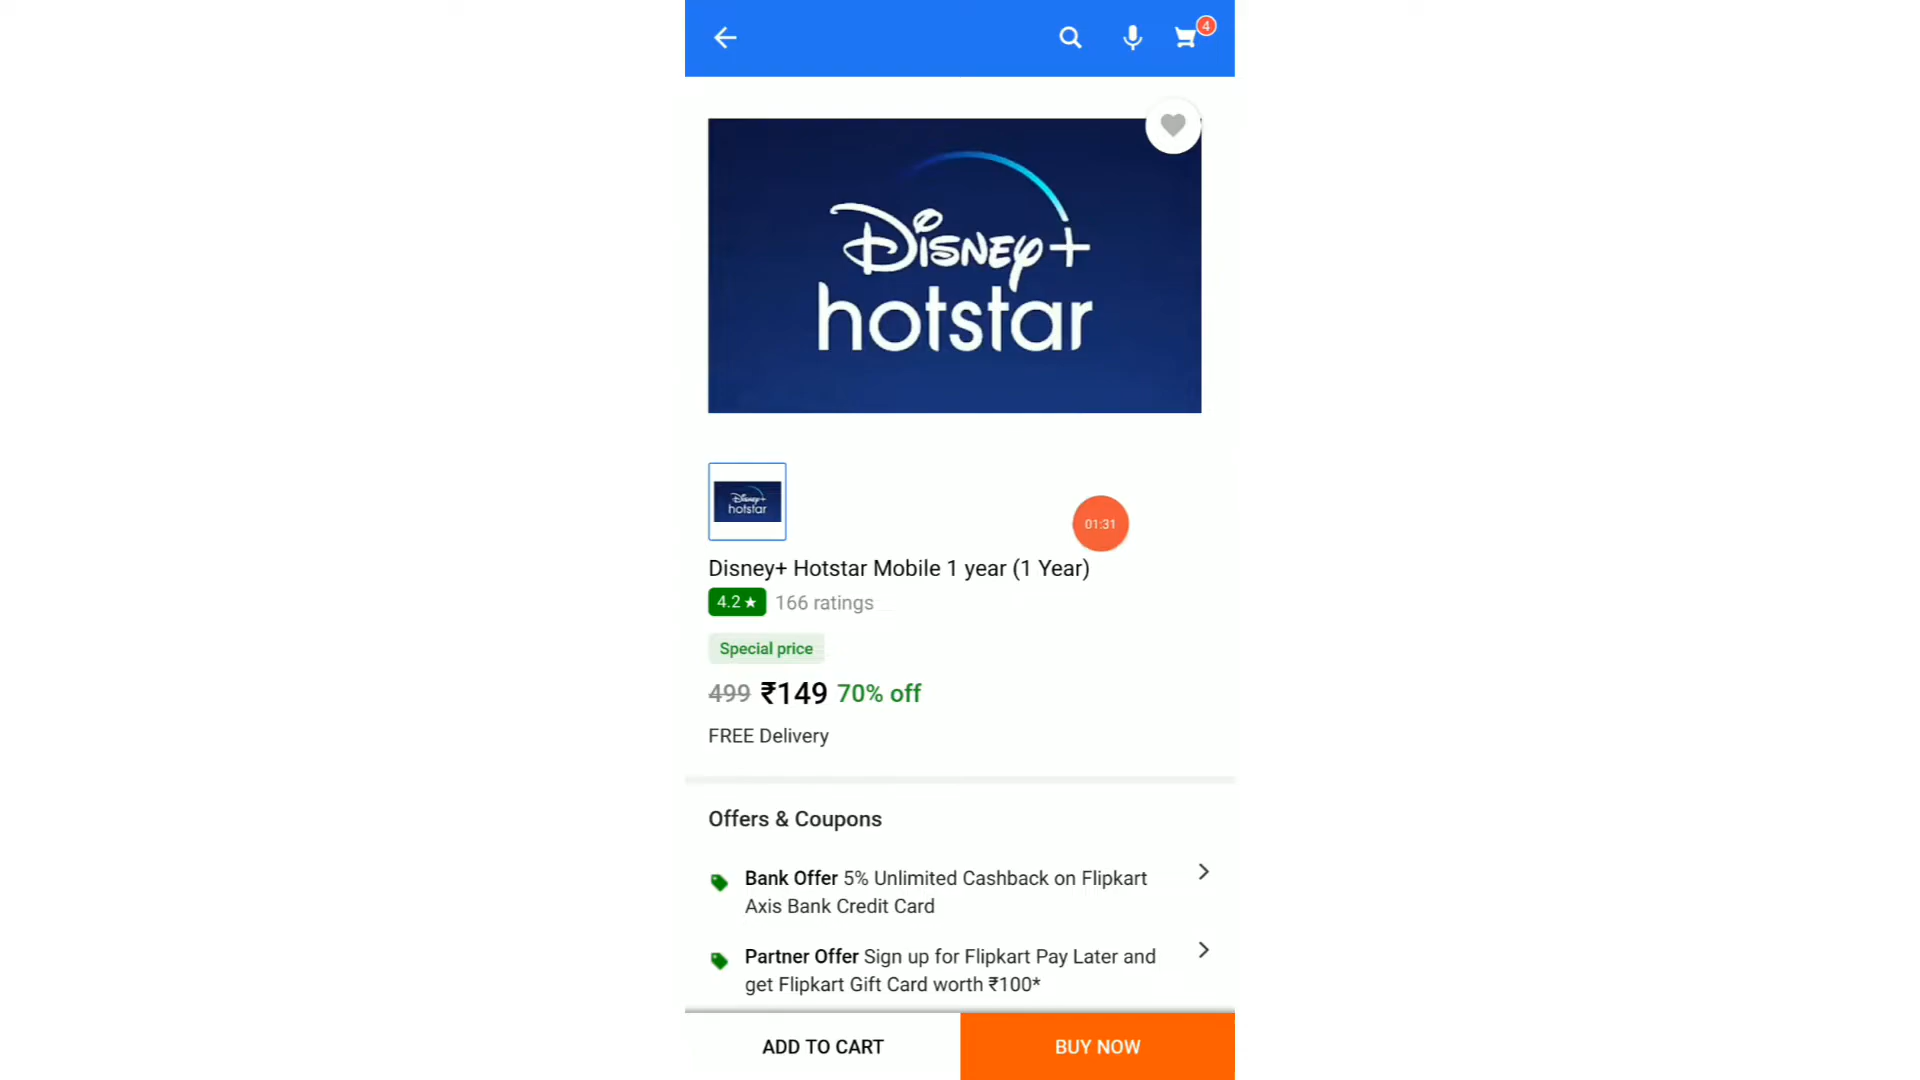 4
Disney+
hotstar
Disney+
hotstar
01:31
Disney+ Hotstar Mobile 1 year (1 Year)
4.2★ 166 ratings
Special price
499 ₹149 70% off
FREE Delivery
Offers & Coupons
Bank Offer 5% Unlimited Cashback on Flipkart
Axis Bank Credit Card
Partner Offer Sign up for Flipkart Pay Later and
get Flipkart Gift Card worth ₹100*
ADD TO CART BUY NOW